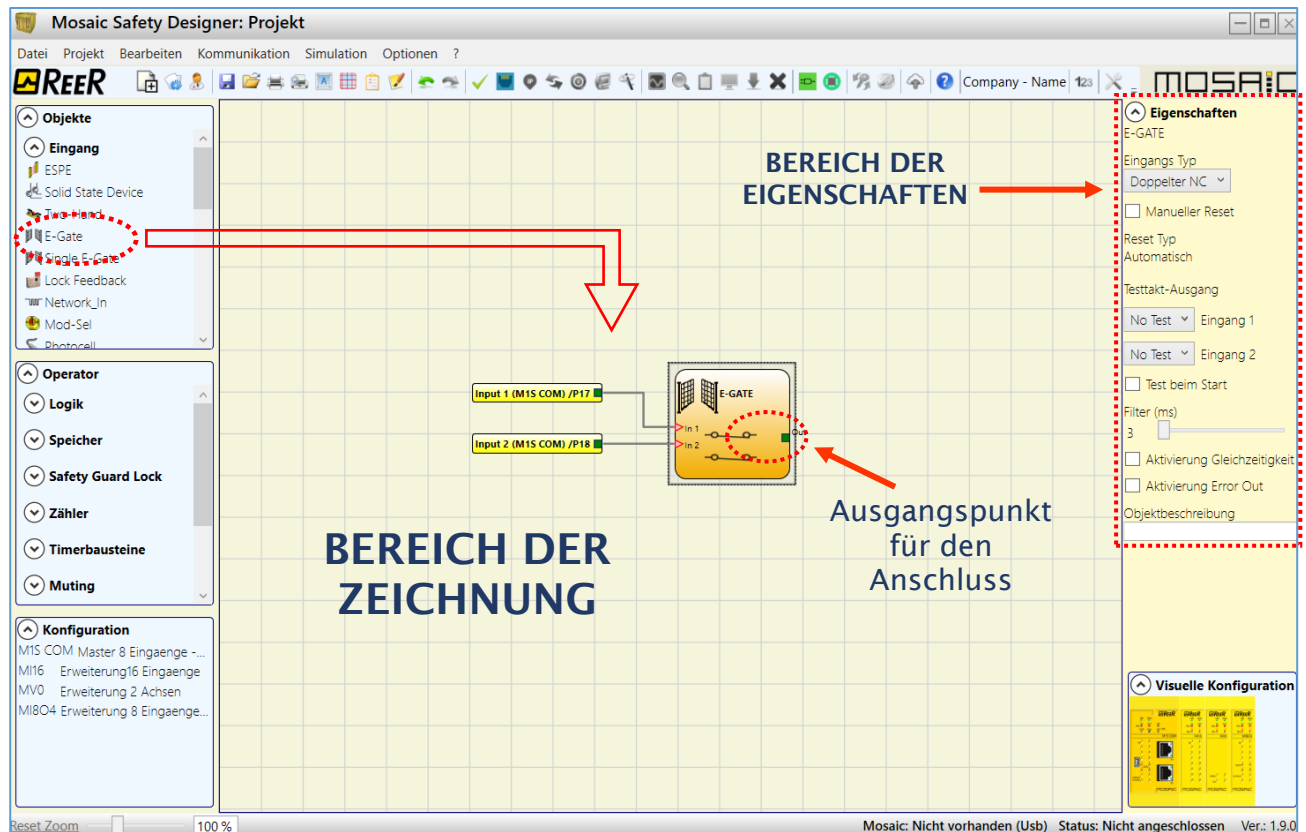 Mosaic Safety Designer: Projekt
Datei Projekt Bearbeiten Kommunikation Simulation Optionen ?
REER
Company - Name 123
MOSAIC
Objekte
Eingang
ESPE
Solid State Device
Two-Hand
E-Gate
Single E-Gate
Lock Feedback
Network_In
Mod-Sel
Photocell
Operator
Logik
Speicher
Safety Guard Lock
Zähler
Timerbausteine
Muting
Konfiguration
M1S COM Master 8 Eingaenge -...
MI16 Erweiterung16 Eingaenge
MV0 Erweiterung 2 Achsen
MI8O4 Erweiterung 8 Eingaenge...
BEREICH DER
EIGENSCHAFTEN
Input 1 (M1S COM) /P17
Input 2 (M1S COM) /P18
E-GATE
In 1
In 2
BEREICH DER
ZEICHNUNG
Ausgangspunkt
für den
Anschluss
Eigenschaften
E-GATE
Eingangs Typ
Doppelter NC
Manueller Reset
Reset Typ
Automatisch
Testtakt-Ausgang
No Test Eingang 1
No Test Eingang 2
Test beim Start
Filter (ms)
3
Aktivierung Gleichzeitigkeit
Aktivierung Error Out
Objektbeschreibung
Visuelle Konfiguration
Reset Zoom 100 %
Mosaic: Nicht vorhanden (Usb) Status: Nicht angeschlossen Ver.: 1.9.0